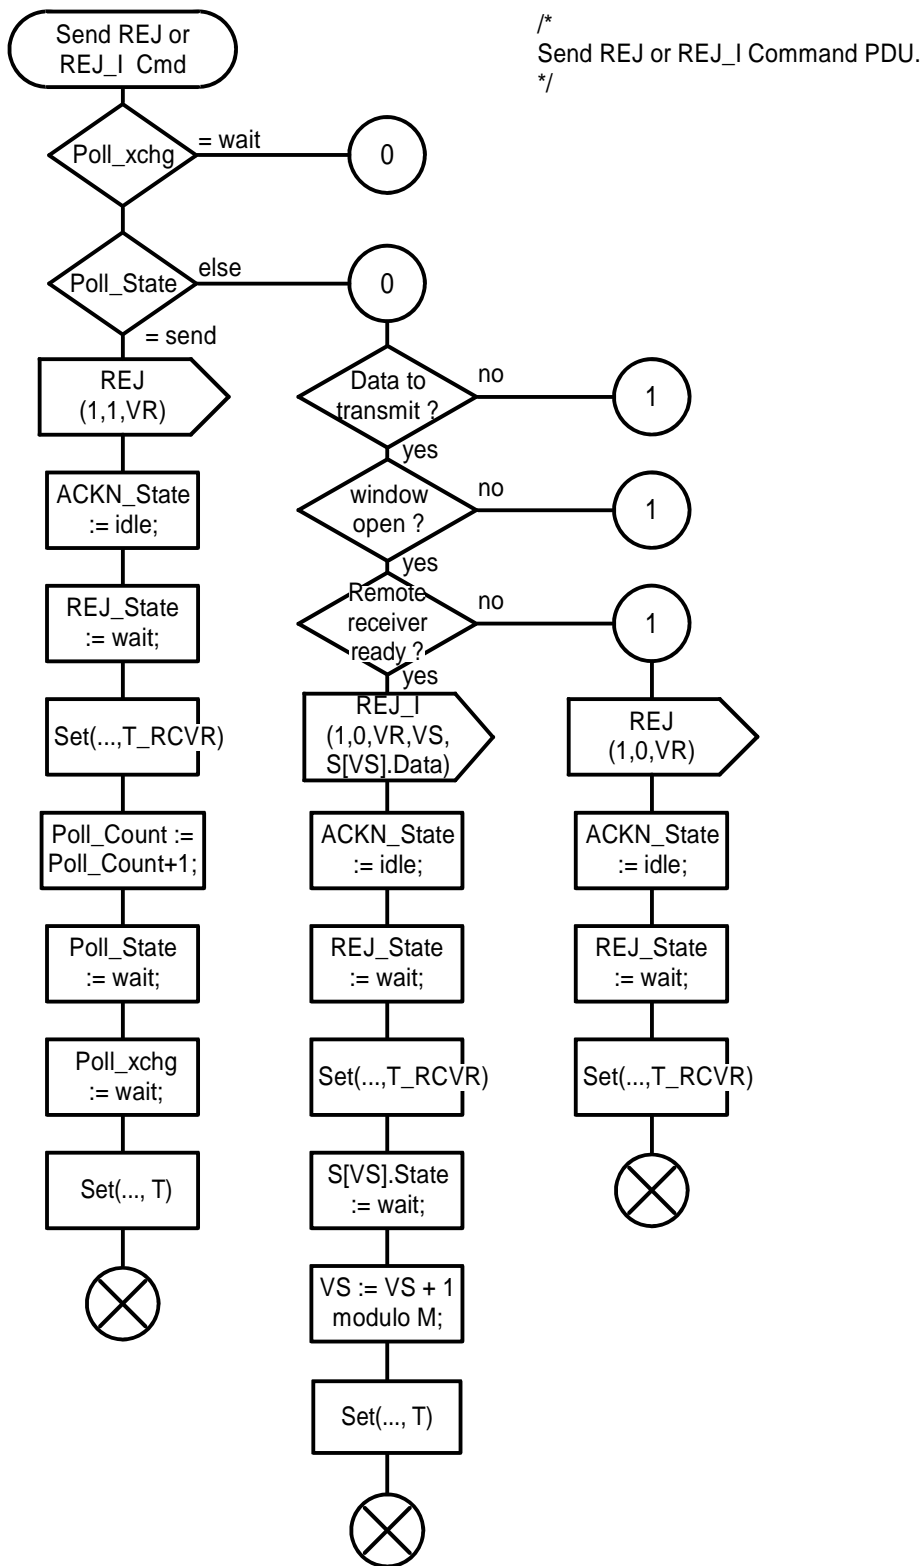 Send REJ or
REJ_I Cmd
/*
Send REJ or REJ_I Command PDU.
*/
Poll_xchg
= wait
0
Poll_State
else
0
= send
REJ
(1,1,VR)
ACKN_State
:= idle;
REJ_State
:= wait;
Set(...,T_RCVR)
Poll_Count :=
Poll_Count+1;
Poll_State
:= wait;
Poll_xchg
:= wait;
Set(..., T)
Data to
transmit ?
no
1
yes
window
open ?
no
1
yes
Remote
receiver
ready ?
no
1
yes
REJ_I
(1,0,VR,VS,
S[VS].Data)
ACKN_State
:= idle;
REJ_State
:= wait;
Set(...,T_RCVR)
S[VS].State
:= wait;
VS := VS + 1
modulo M;
Set(..., T)
REJ
(1,0,VR)
ACKN_State
:= idle;
REJ_State
:= wait;
Set(...,T_RCVR)